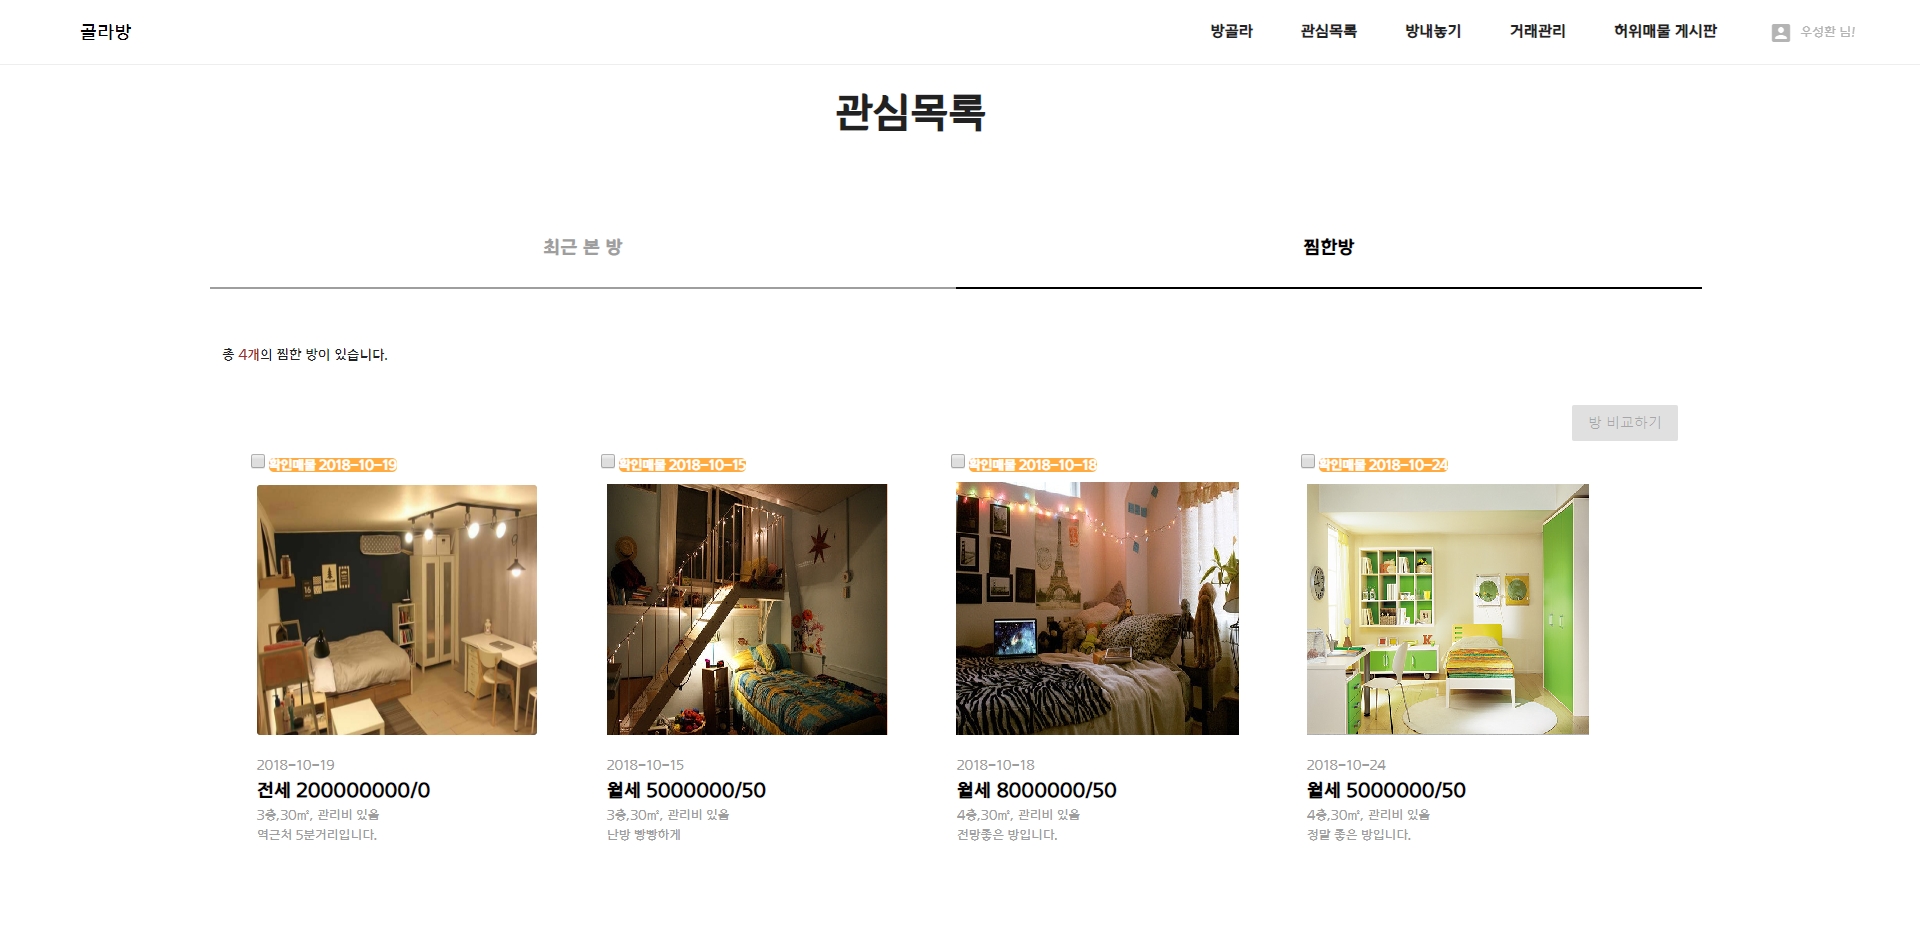 골라방
방골라 관심목록 방내놓기 거래관리 허위매물 게시판 우성환 님!
관심목록
최근 본 방 찜한방
총 4개의 찜한 방이 있습니다.
방 비교하기
확인매물 2018-10-19 확인매물 2018-10-15 확인매물 2018-10-18 확인매물 2018-10-24
2018-10-19
전세 200000000/0
3층,30㎡, 관리비 있음
역근처 5분거리입니다.
2018-10-15
월세 5000000/50
3층,30㎡, 관리비 있음
난방 빵빵하게
2018-10-18
월세 8000000/50
4층,30㎡, 관리비 있음
전망좋은 방입니다.
2018-10-24
월세 5000000/50
4층,30㎡, 관리비 있음
정말 좋은 방입니다.